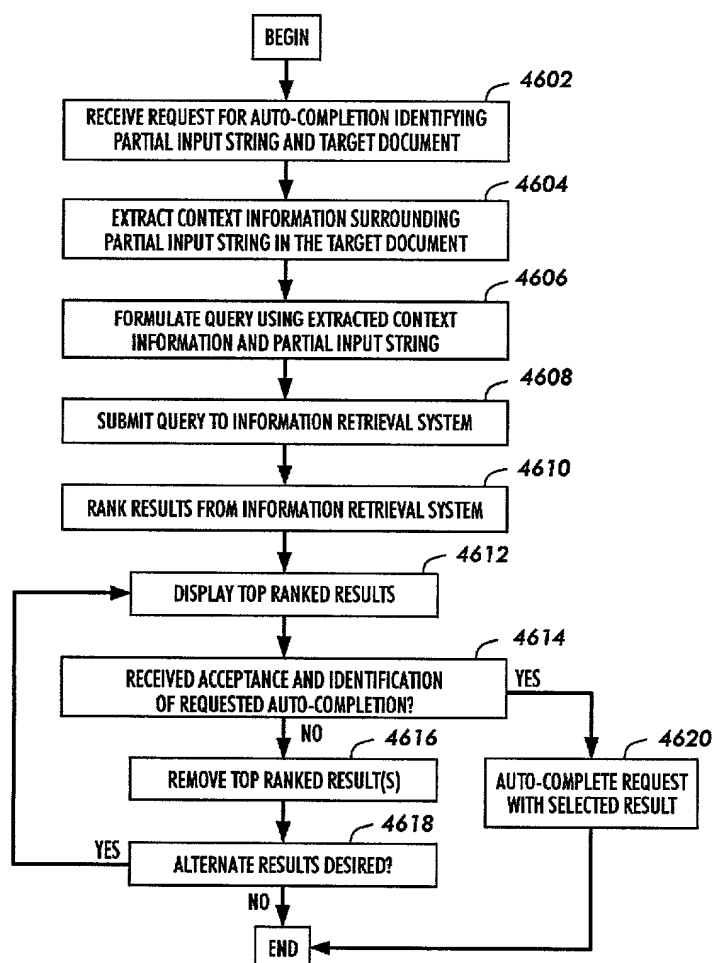 BEGIN
4602
RECEIVE REQUEST FOR AUTO-COMPLETION IDENTIFYING
PARTIAL INPUT STRING AND TARGET DOCUMENT
4604
EXTRACT CONTEXT INFORMATION SURROUNDING
PARTIAL INPUT STRING IN THE TARGET DOCUMENT
4606
FORMULATE QUERY USING EXTRACTED CONTEXT
INFORMATION AND PARTIAL INPUT STRING
4608
SUBMIT QUERY TO INFORMATION RETRIEVAL SYSTEM
4610
RANK RESULTS FROM INFORMATION RETRIEVAL SYSTEM
4612
DISPLAY TOP RANKED RESULTS
4614
RECEIVED ACCEPTANCE AND IDENTIFICATION
OF REQUESTED AUTO-COMPLETION?
YES
NO
4616
REMOVE TOP RANKED RESULT(S)
4620
AUTO-COMPLETE REQUEST
WITH SELECTED RESULT
4618
YES
ALTERNATE RESULTS DESIRED?
NO
END